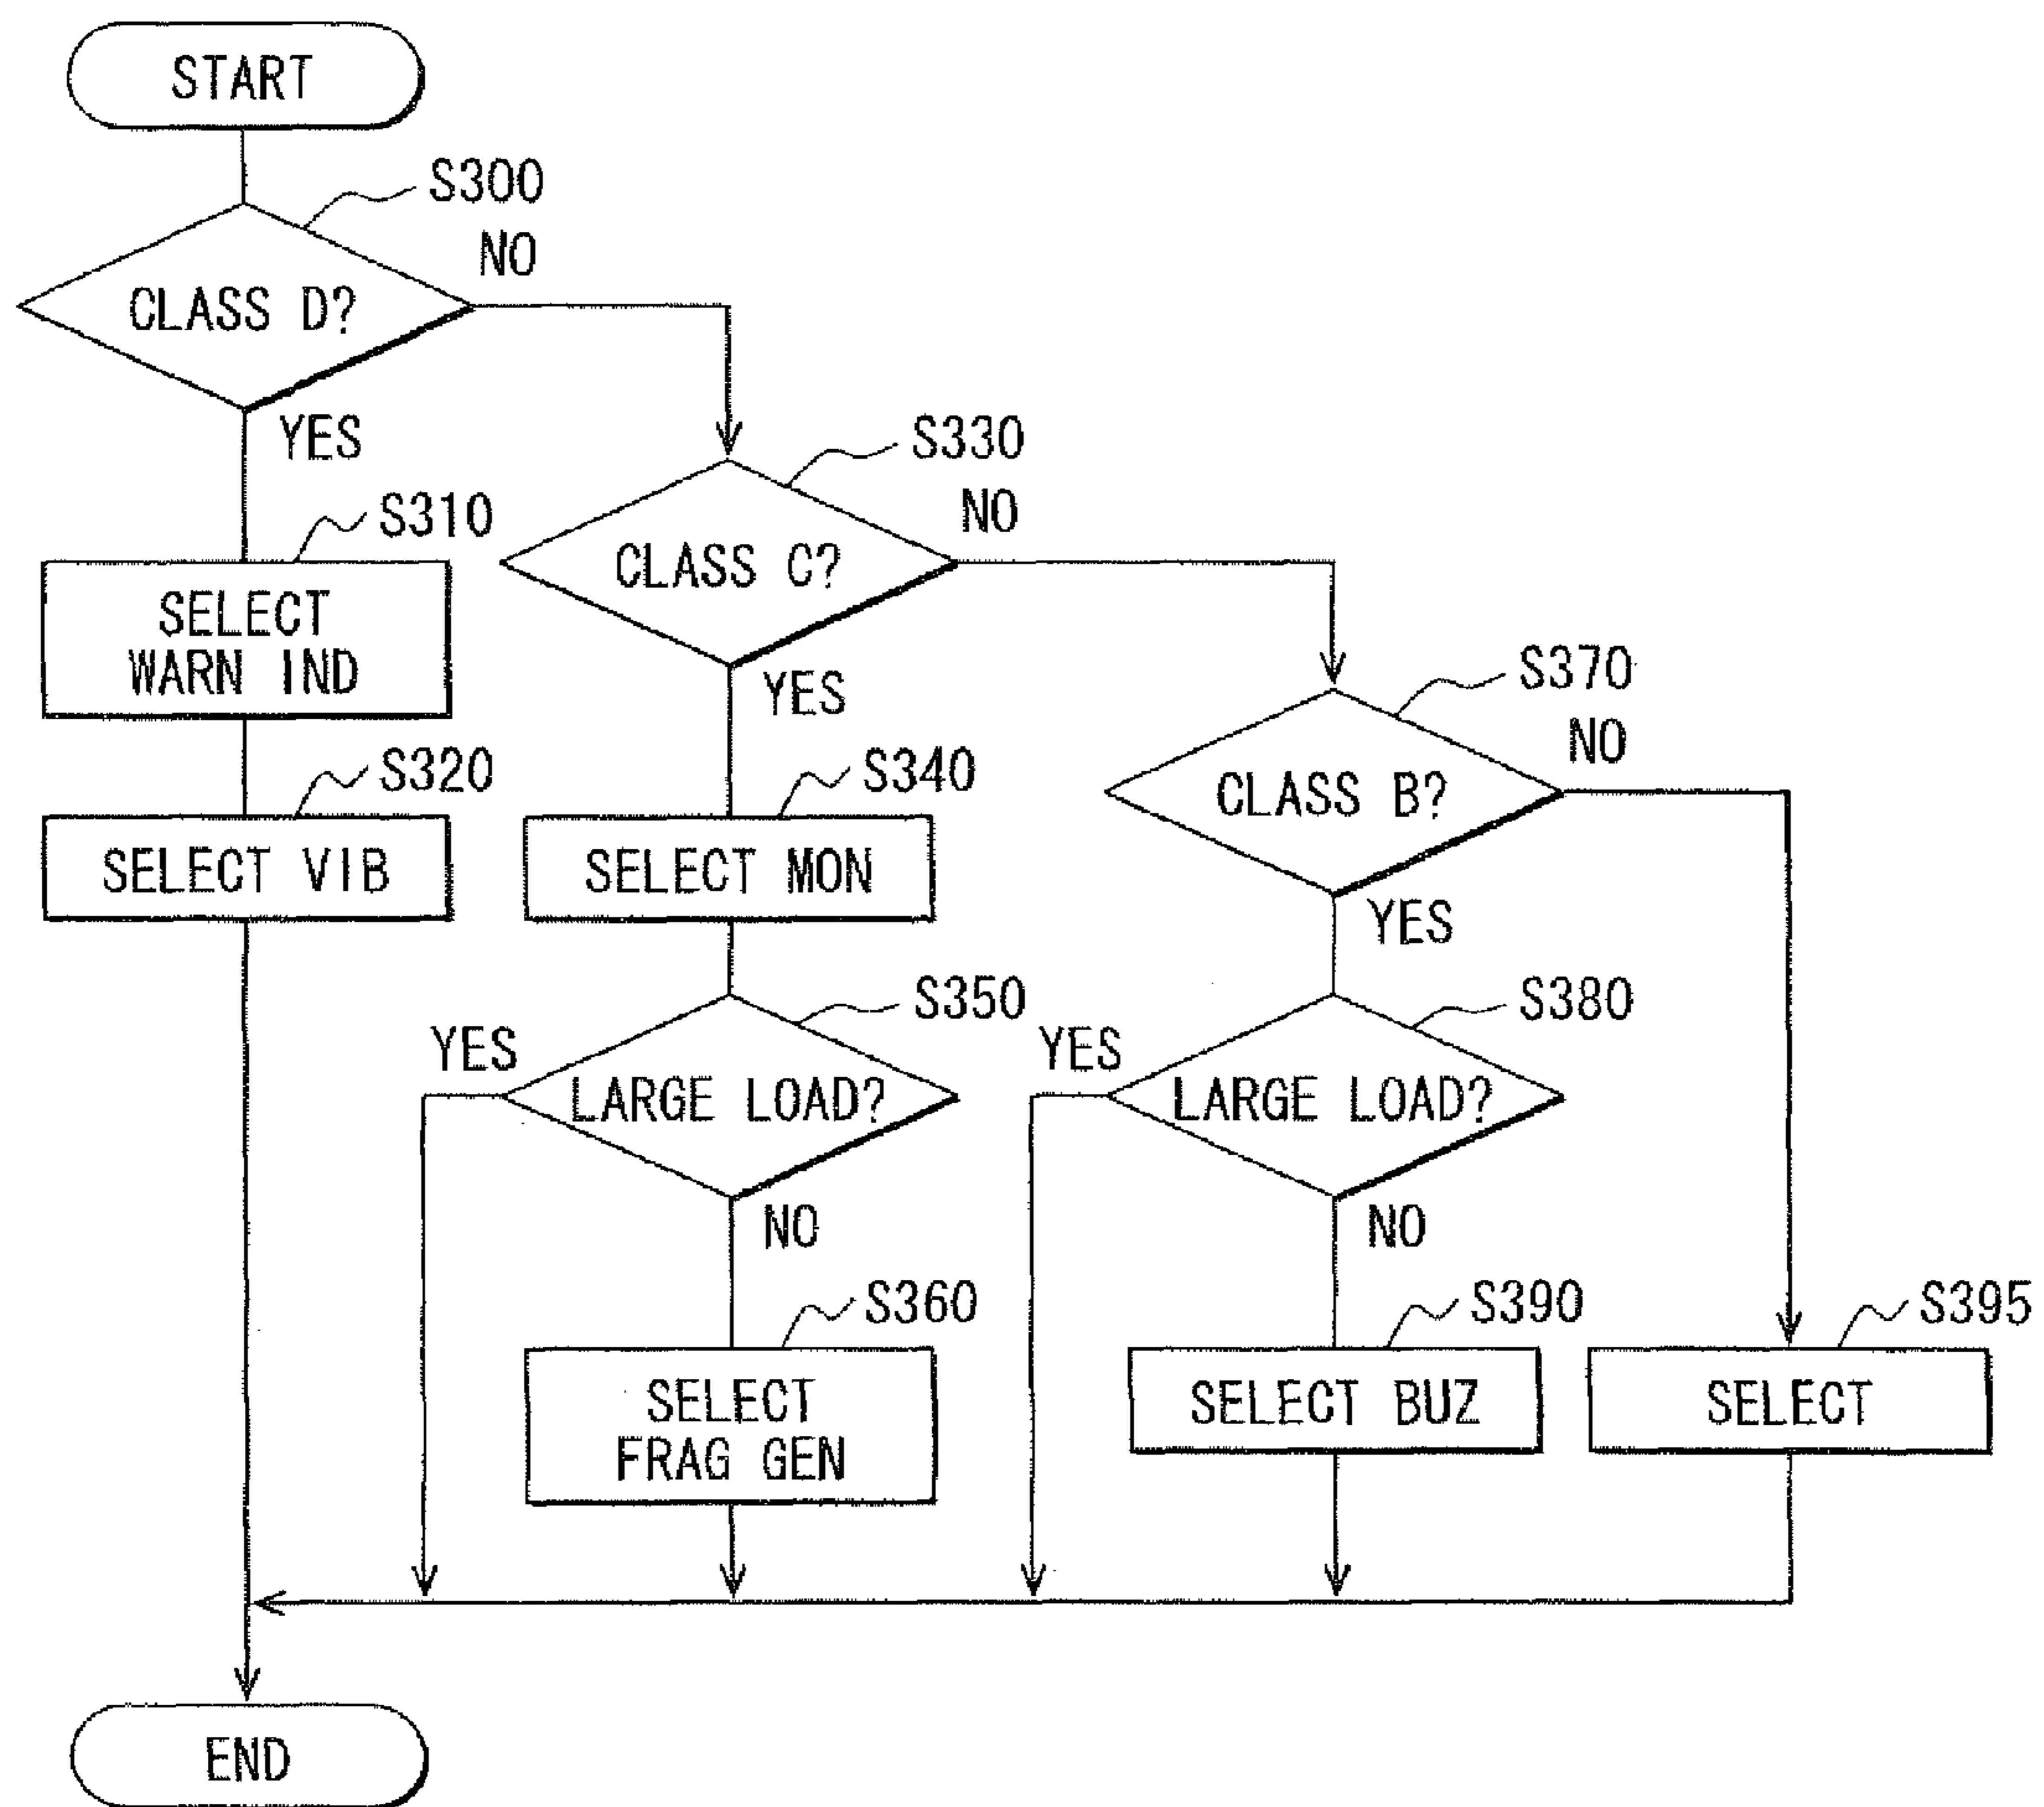 START
S300
NO
CLASS D?
YES
S310
SELECT
WARN IND
S320
SELECT VIB
S330
NO
CLASS C?
YES
S340
SELECT MON
S350
YES
LARGE LOAD?
NO
S360
SELECT
FRAG GEN
S370
NO
CLASS B?
YES
S380
YES
LARGE LOAD?
NO
S390
SELECT BUZ
S395
SELECT
END